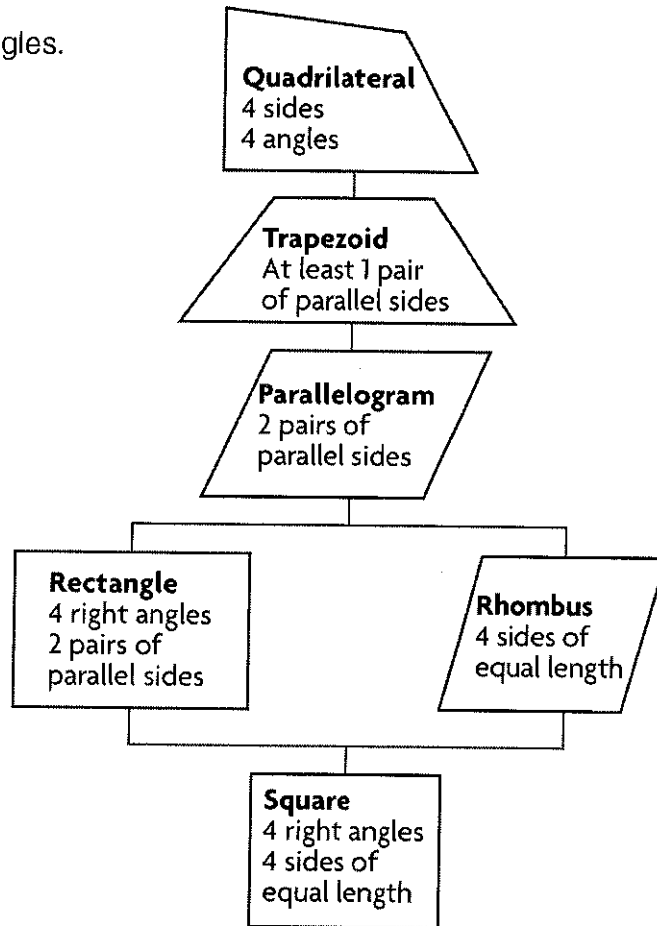 gles.
Quadrilateral
4 sides
4 angles
Trapezoid
At least 1 pair
of parallel sides
Parallelogram
2 pairs of
parallel sides
Rectangle
4 right angles
2 pairs of
parallel sides
Rhombus
4 sides of
equal length
Square
4 right angles
4 sides of
equal length